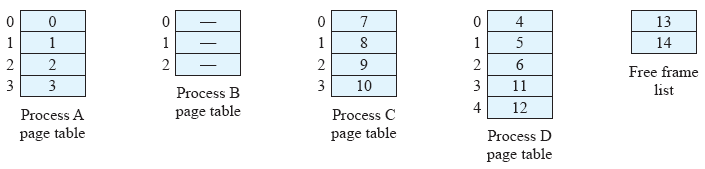 0 0
1 1
2 2
3 3
Process A
page table
0 —
1 —
2 —
Process B
page table
0 7
1 8
2 9
3 10
Process C
page table
0 4
1 5
2 6
3 11
4 12
Process D
page table
13
14
Free frame
list